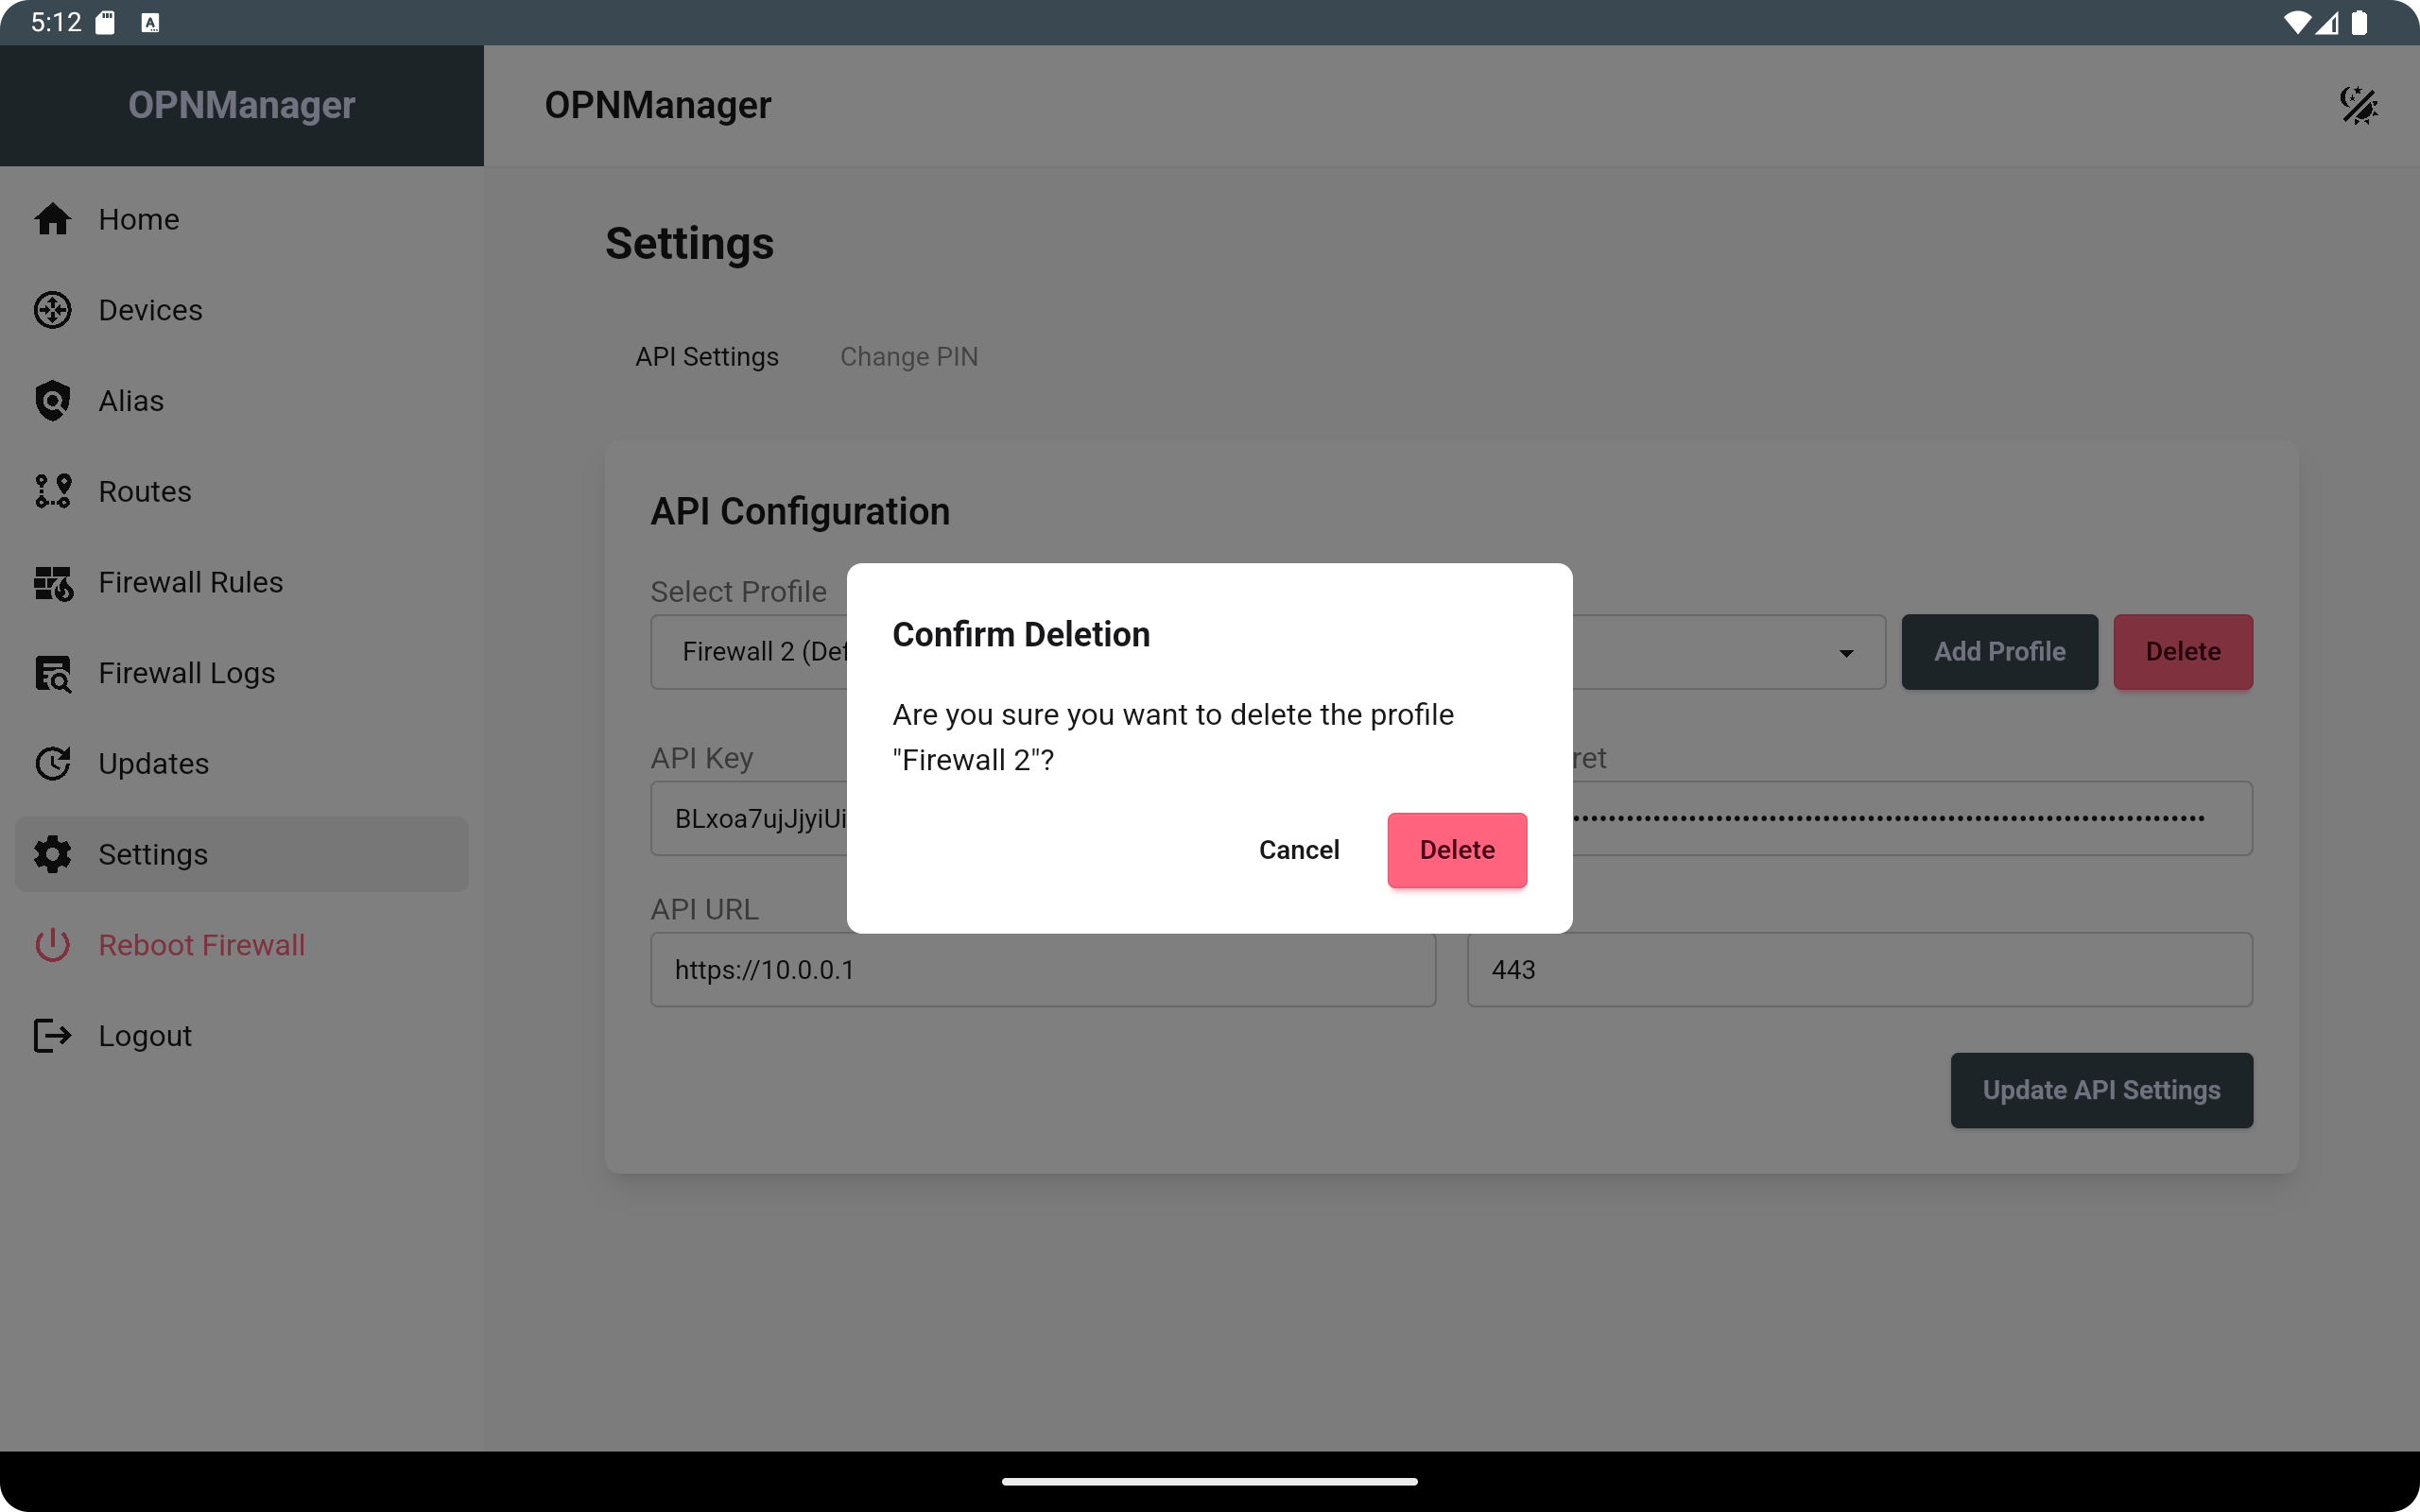 5:12
OPNManager
OPNManager
Home
Devices
Alias
Routes
Firewall Rules
Firewall Logs
Updates
Settings
Reboot Firewall
Logout
Settings
API Settings Change PIN
API Configuration
Select Profile
Firewall 2 (Def
Add Profile
Delete
API Key
ret
BLxoa7ujJjyiUi
API URL
https://10.0.0.1
443
Update API Settings
Confirm Deletion
Are you sure you want to delete the profile
"Firewall 2"?
Cancel
Delete